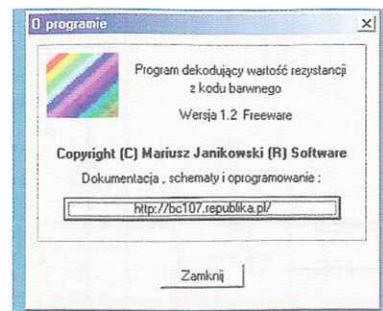 O programie
Program dekodujący wartość rezystancji
z kodu barwnego
Wersja 1.2 Freeware
Copyright (C) Mariusz Janikowski (R) Software
Dokumentacja , schematy i oprogramowanie :
http://bc107.republika.pl/
Zamknij